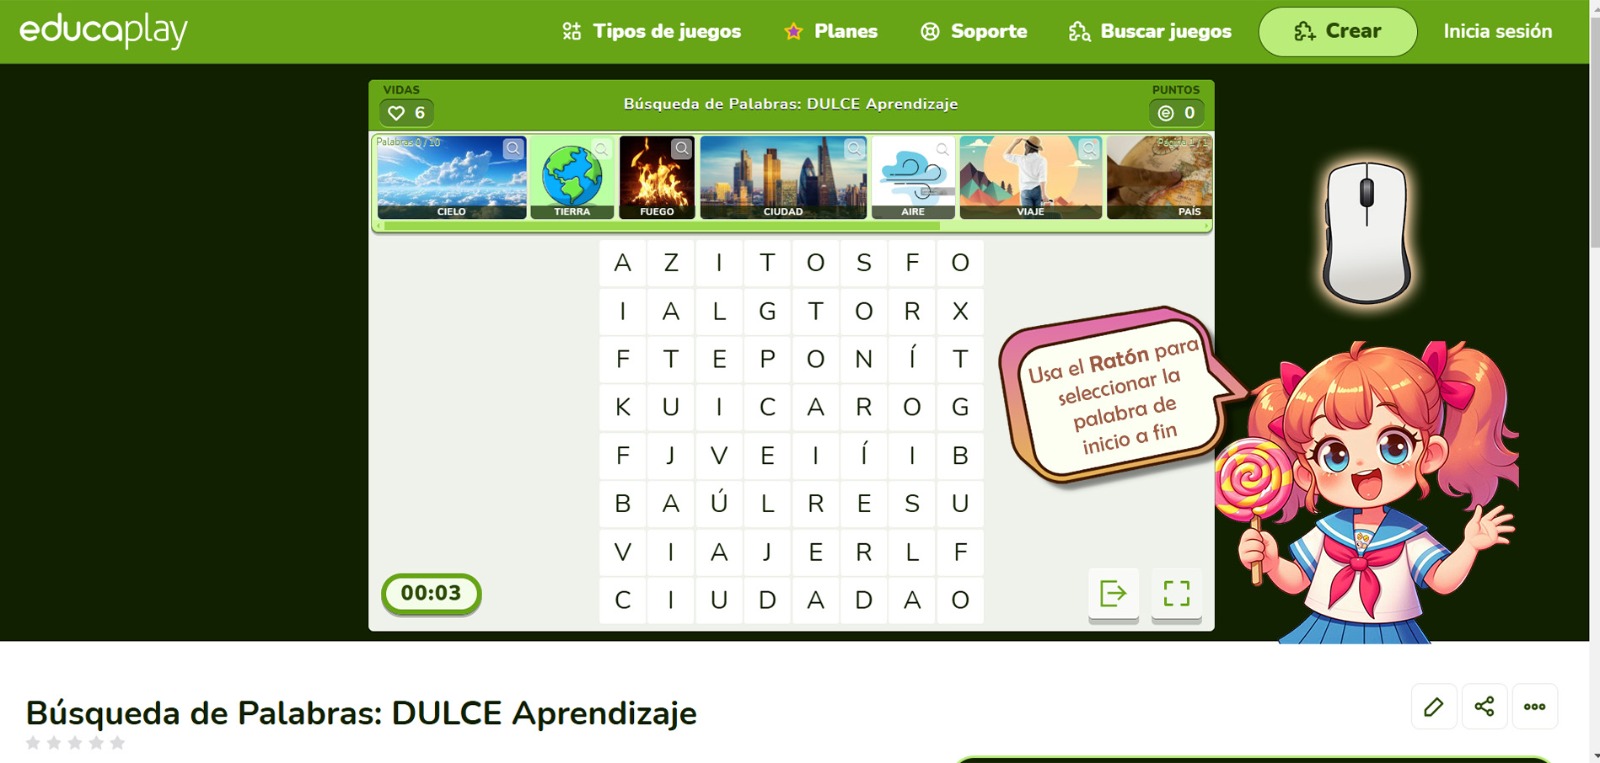 educaplay
Tipos de juegos
Planes
Soporte
Buscar juegos
Crear
Inicia sesión
VIDAS
6
Búsqueda de Palabras: DULCE Aprendizaje
PUNTOS
0
Palabras 0 / 10
Página 1 / 1
CIELO
TIERRA
FUEGO
CIUDAD
AIRE
VIAJE
PAÍS
A Z I T O S F O
I A L G T O R X
F T E P O N Í T
K U I C A R O G
F J V E I Í I B
B A Ú L R E S U
V I A J E R L F
C I U D A D A O
Usa el Ratón para
seleccionar la
palabra de
inicio a fin
00:03
Búsqueda de Palabras: DULCE Aprendizaje